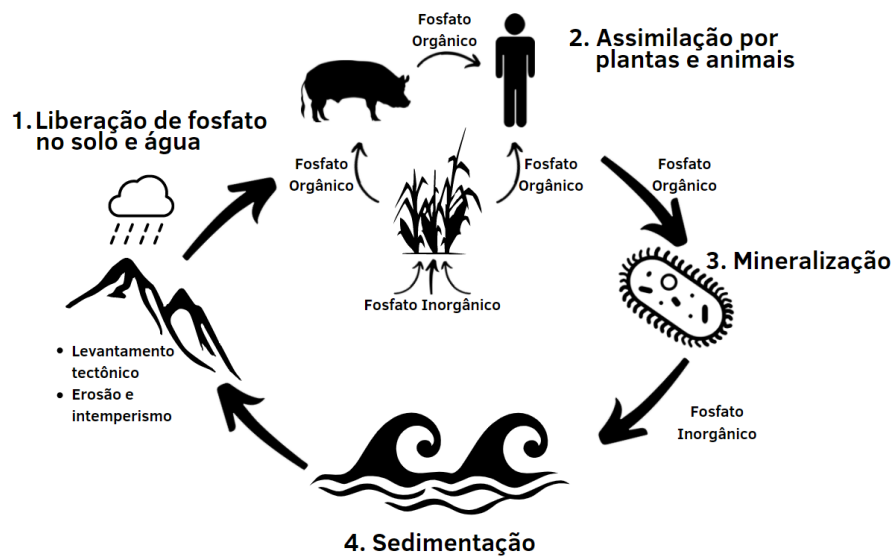 Fosfato
Orgânico
2. Assimilação por
plantas e animais
1. Liberação de fosfato
no solo e água
Fosfato
Orgânico
Fosfato
Orgânico
Fosfato
Orgânico
3. Mineralização
Fosfato Inorgânico
• Levantamento
tectônico
• Erosão e
intemperismo
Fosfato
Inorgânico
4. Sedimentação